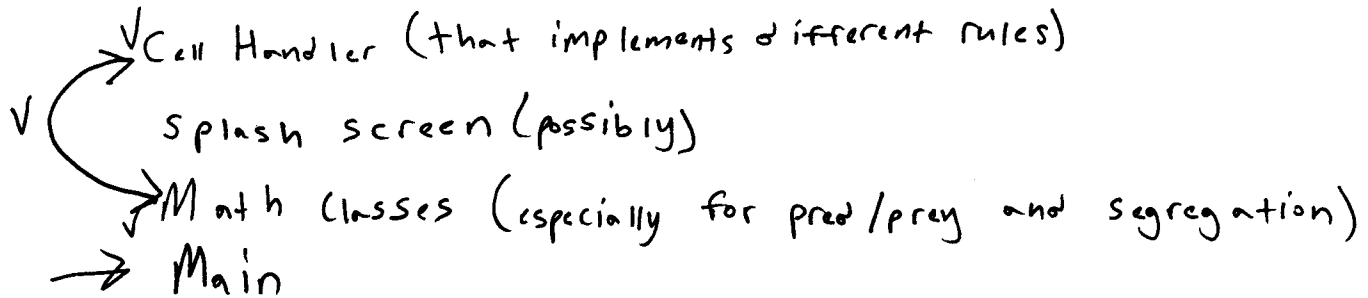 ✓ Cell Handler (that implements different rules)
✓ Splash screen (possibly)
✓ Math Classes (especially for pred/prey and segregation)
→ Main